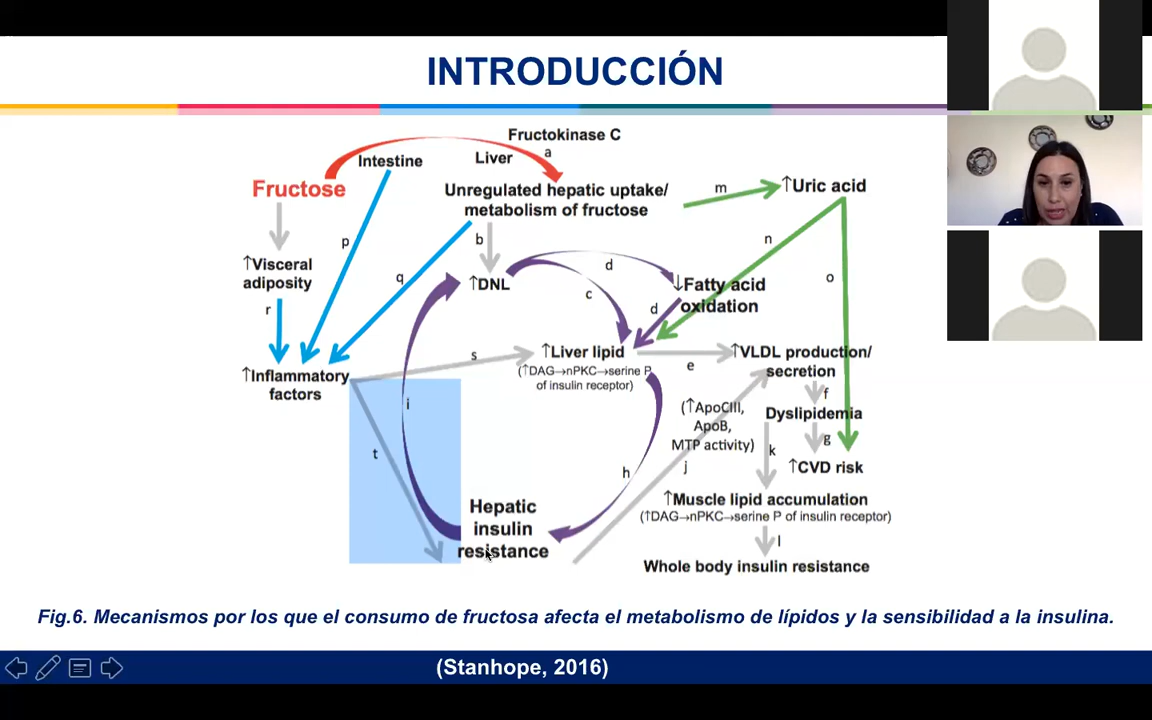 INTRODUCCIÓN
Fructokinase C
a
Intestine
Liver
Fructose
Unregulated hepatic uptake/
metabolism of fructose
m
↑Uric acid
p
b
n
↑Visceral
adiposity
q
d
o
↑DNL
c
↓Fatty acid
oxidation
d
r
s
↑Liver lipid
(↑DAG→nPKC→serine P
of insulin receptor)
e
↑VLDL production/
secretion
↑Inflammatory
factors
f
i
(↑ApoCIII,
ApoB,
MTP activity)
Dyslipidemia
g
k
t
h
j
↑CVD risk
↑Muscle lipid accumulation
(↑DAG→nPKC→serine P of insulin receptor)
l
Hepatic
insulin
resistance
Whole body insulin resistance
Fig.6. Mecanismos por los que el consumo de fructosa afecta el metabolismo de lípidos y la sensibilidad a la insulina.
(Stanhope, 2016)